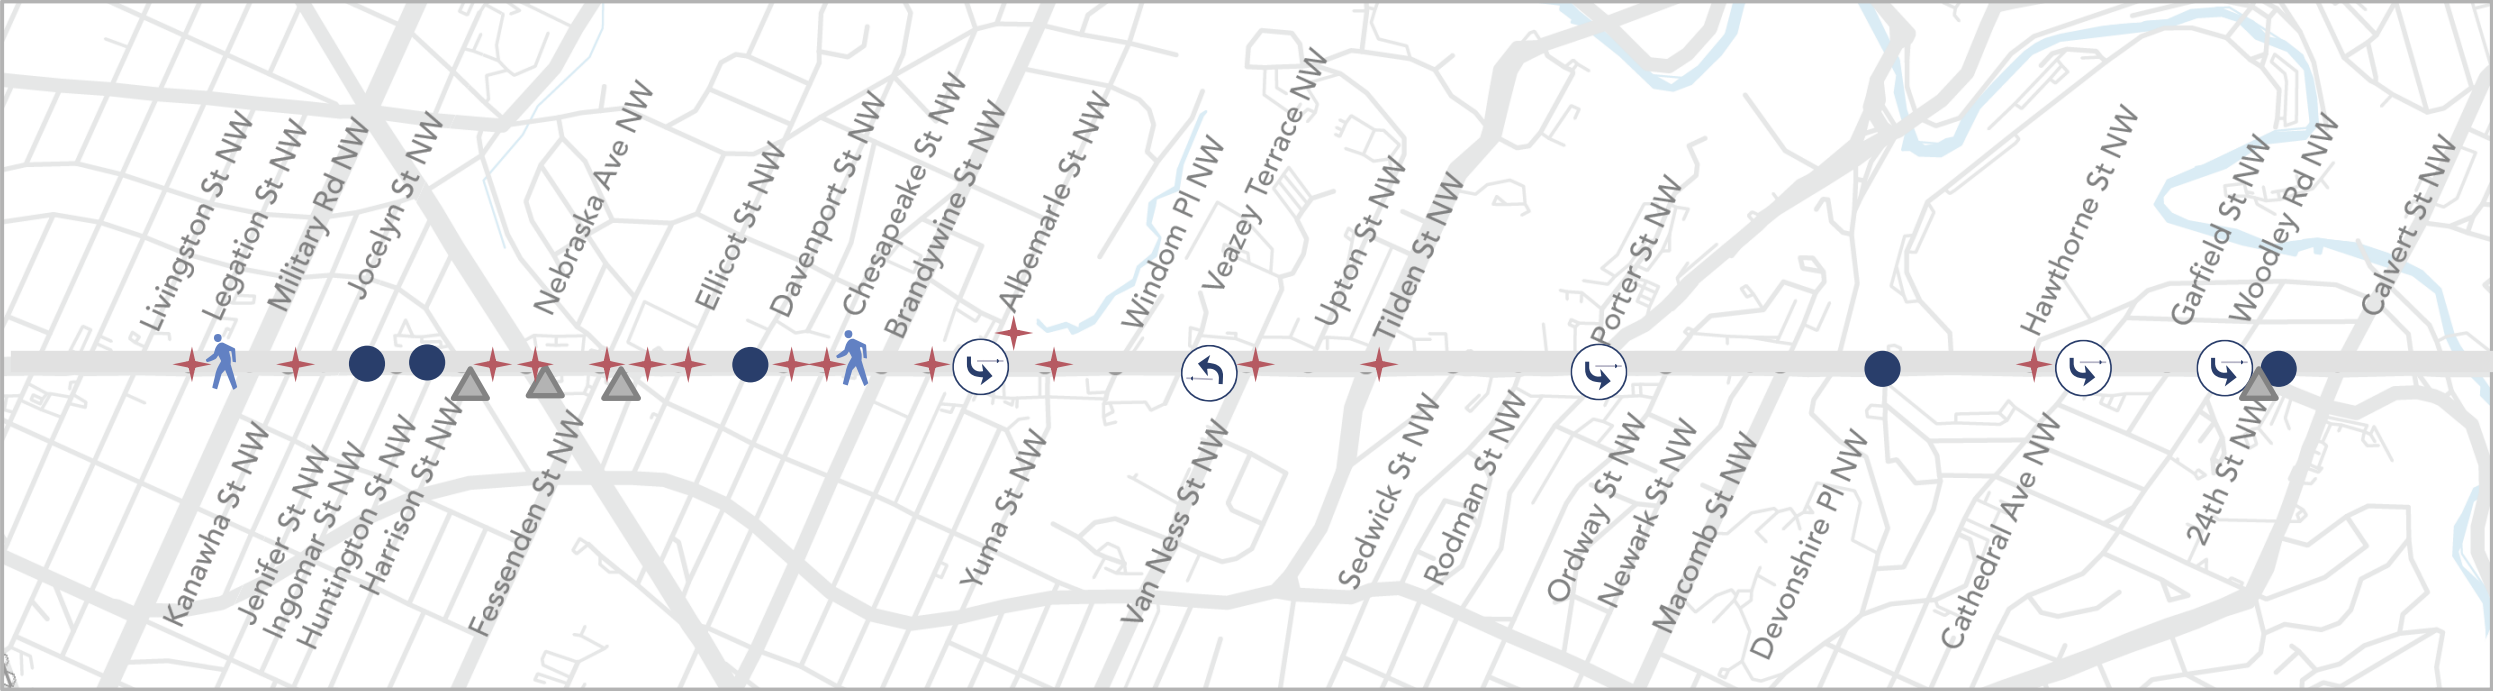 Livingston St NW
Legation St NW
Military Rd NW
Jocelyn St NW
Nebraska Ave NW
Ellicot St NW
Davenport St NW
Chesapeake St NW
Brandywine St NW
Albemarle St NW
Windom Pl NW
Veazey Terrace NW
Upton St NW
Tilden St NW
Porter St NW
Hawthorne St NW
Garfield St NW
Woodley Rd NW
Calvert St NW
Kanawha St NW
Jenifer St NW
Ingomar St NW
Huntington St NW
Harrison St NW
Fessenden St NW
Yuma St NW
Van Ness St NW
Sedwick St NW
Rodman St NW
Ordway St NW
Newark St NW
Macomb St NW
Devonshire Pl NW
Cathedral Ave NW
24th St NW